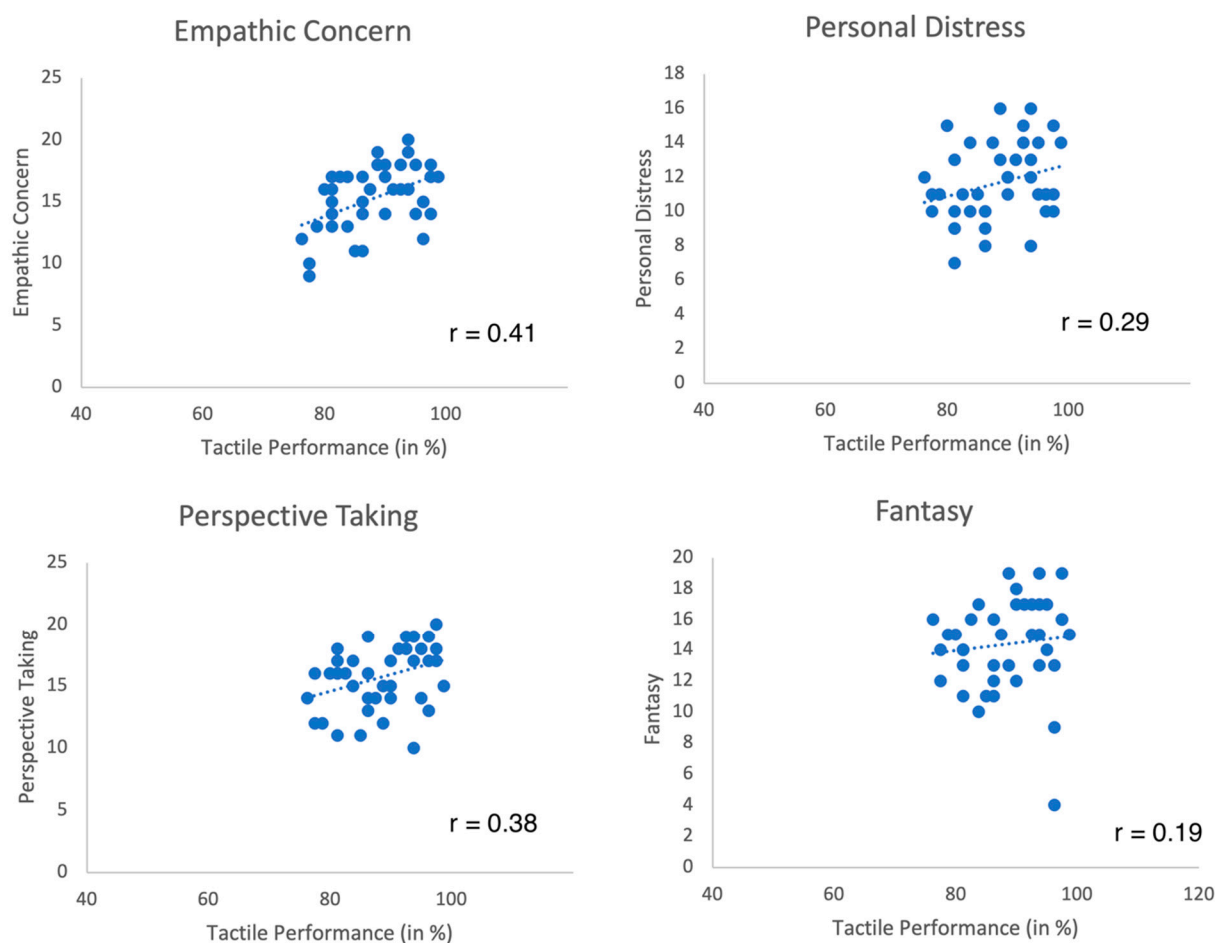 Empathic Concern
25
20
15
10
5
0
Empathic Concern
r = 0.41
40 60 80 100
Tactile Performance (in %)
Personal Distress
18
16
14
12
10
8
6
4
2
0
Personal Distress
r = 0.29
40 60 80 100
Tactile Performance (in %)
Perspective Taking
25
20
15
10
5
0
Perspective Taking
r = 0.38
40 60 80 100
Tactile Performance (in %)
Fantasy
20
18
16
14
12
10
8
6
4
2
0
Fantasy
r = 0.19
40 60 80 100 120
Tactile Performance (in %)